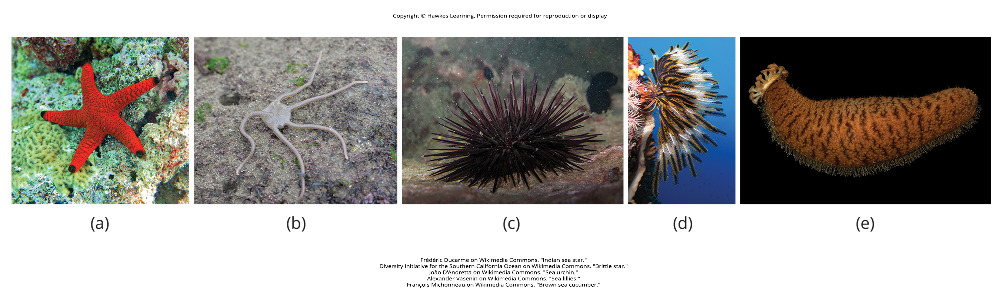 Copyright © Hawkes Learning. Permission required for reproduction or display
(a)
(b)
(c)
(d)
(e)
Frédéric Ducarme on Wikimedia Commons. "Indian sea star."
Diversity Initiative for the Southern California Ocean on Wikimedia Commons. "Brittle star."
João D'Andretta on Wikimedia Commons. "Sea urchin."
Alexander Vasenin on Wikimedia Commons. "Sea lillies."
François Michonneau on Wikimedia Commons. "Brown sea cucumber."